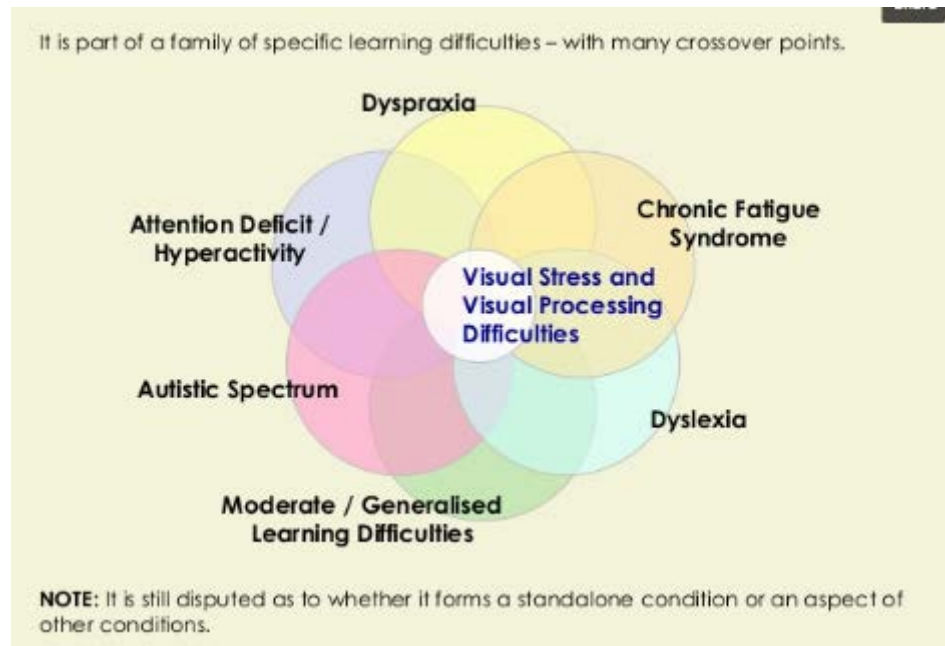 It is part of a family of specific learning difficulties – with many crossover points.
Dyspraxia
Chronic Fatigue
Syndrome
Attention Deficit /
Hyperactivity
Visual Stress and
Visual Processing
Difficulties
Autistic Spectrum
Dyslexia
Moderate / Generalised
Learning Difficulties
NOTE: It is still disputed as to whether it forms a standalone condition or an aspect of
other conditions.